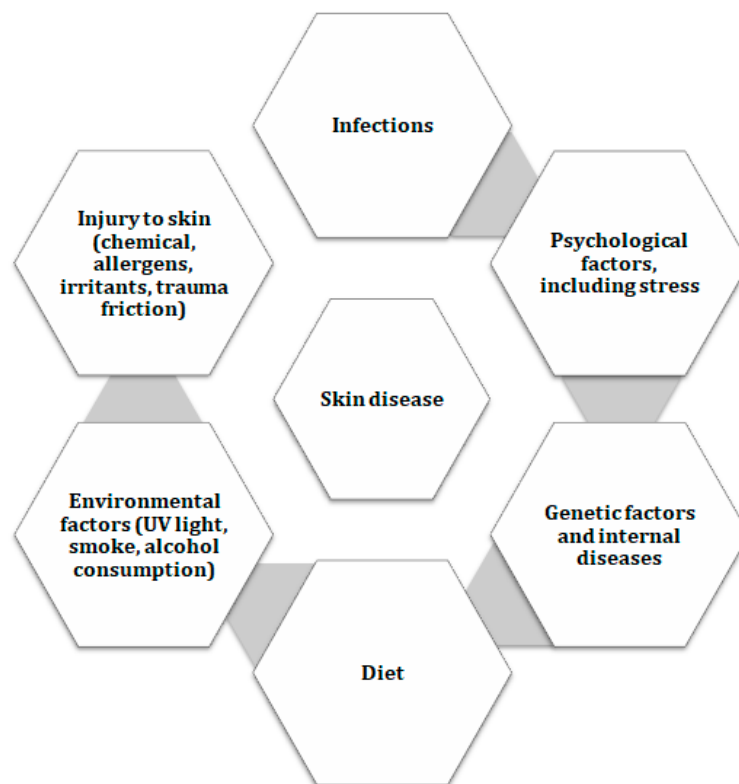 Infections
Injury to skin
(chemical,
allergens,
irritants, trauma
friction)
Psychological
factors,
including stress
Skin disease
Environmental
factors (UV light,
smoke, alcohol
consumption)
Genetic factors
and internal
diseases
Diet